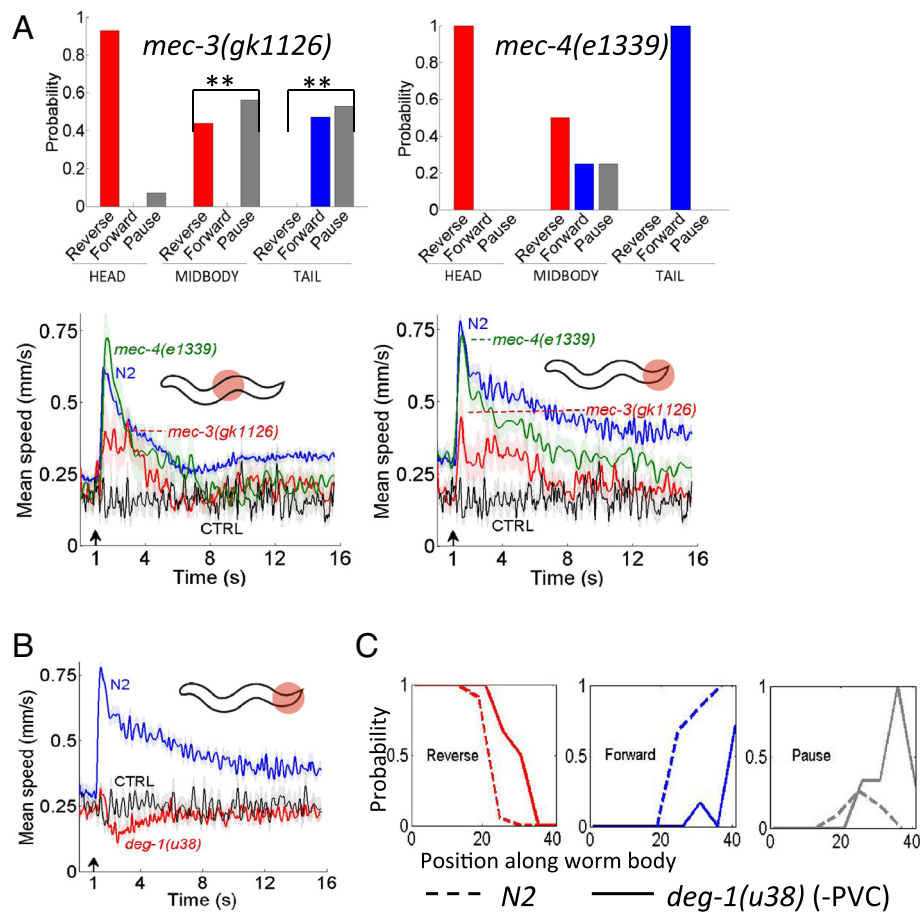 A
mec-3(gk1126)
**
**
Probability
1
0.8
0.6
0.4
0.2
0
Reverse Forward Pause Reverse Forward Pause Reverse Forward Pause
HEAD MIDBODY TAIL
mec-4(e1339)
Probability
1
0.8
0.6
0.4
0.2
0
Reverse Forward Pause Reverse Forward Pause Reverse Forward Pause
HEAD MIDBODY TAIL
Mean speed (mm/s)
0.75
0.5
0.25
0
mec-4(e1339)
N2
mec-3(gk1126)
CTRL
1 4 8 12 16
Time (s)
Mean speed (mm/s)
0.75
0.5
0.25
0
N2
mec-4(e1339)
mec-3(gk1126)
CTRL
1 4 8 12 16
Time (s)
B
Mean speed (mm/s)
0.75
0.5
0.25
0
N2
CTRL
deg-1(u38)
1 4 8 12 16
Time (s)
C
Probability
1
0.5
0
Reverse
0 20 40
1
0.5
0
Forward
0 20 40
1
0.5
0
Pause
0 20 40
Position along worm body
N2 deg-1(u38) (-PVC)